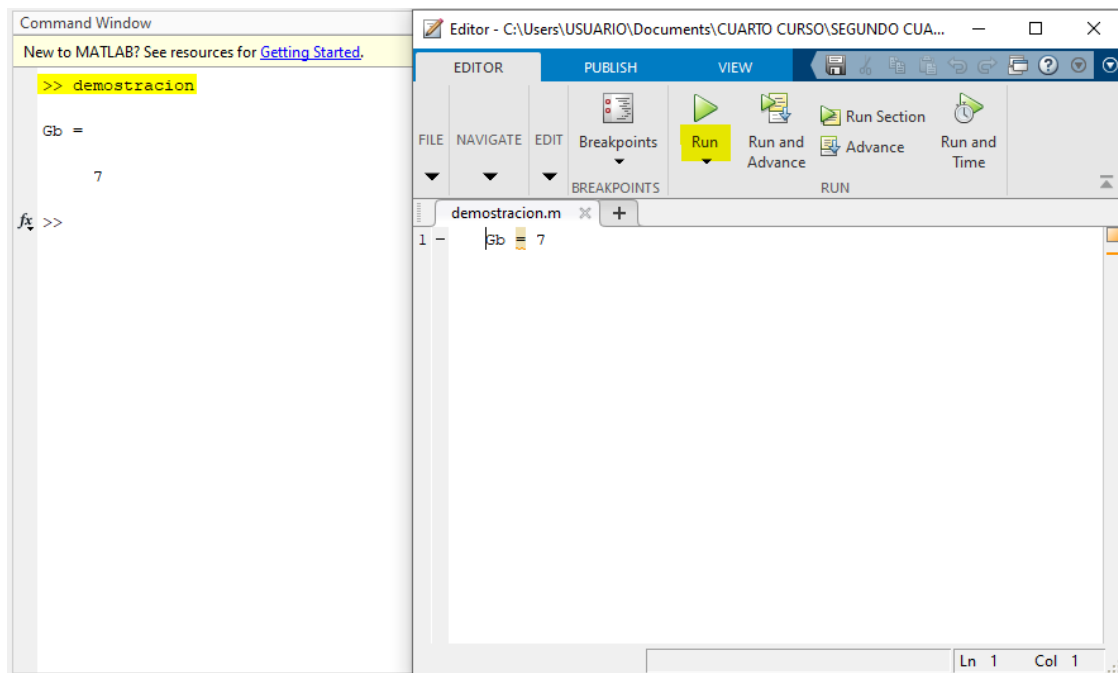 Command Window
New to MATLAB? See resources for Getting Started.
>> demostracion
Gb =
7
fx >>
Editor - C:\Users\USUARIO\Documents\CUARTO CURSO\SEGUNDO CUA...
EDITOR PUBLISH VIEW
FILE NAVIGATE EDIT Breakpoints Run Run and Advance Run Section Advance Run and Time
BREAKPOINTS RUN
demostracion.m
1 Gb = 7
Ln 1 Col 1